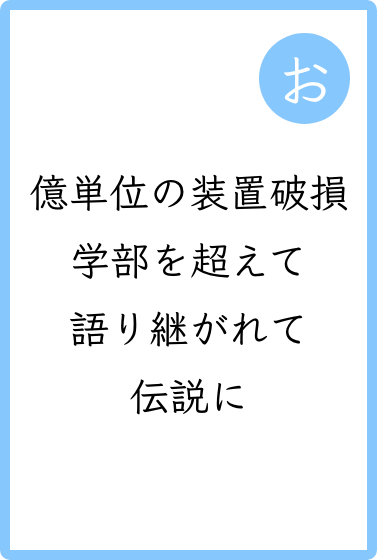 お
億単位の装置破損
学部を超えて
語り継がれて
伝説に